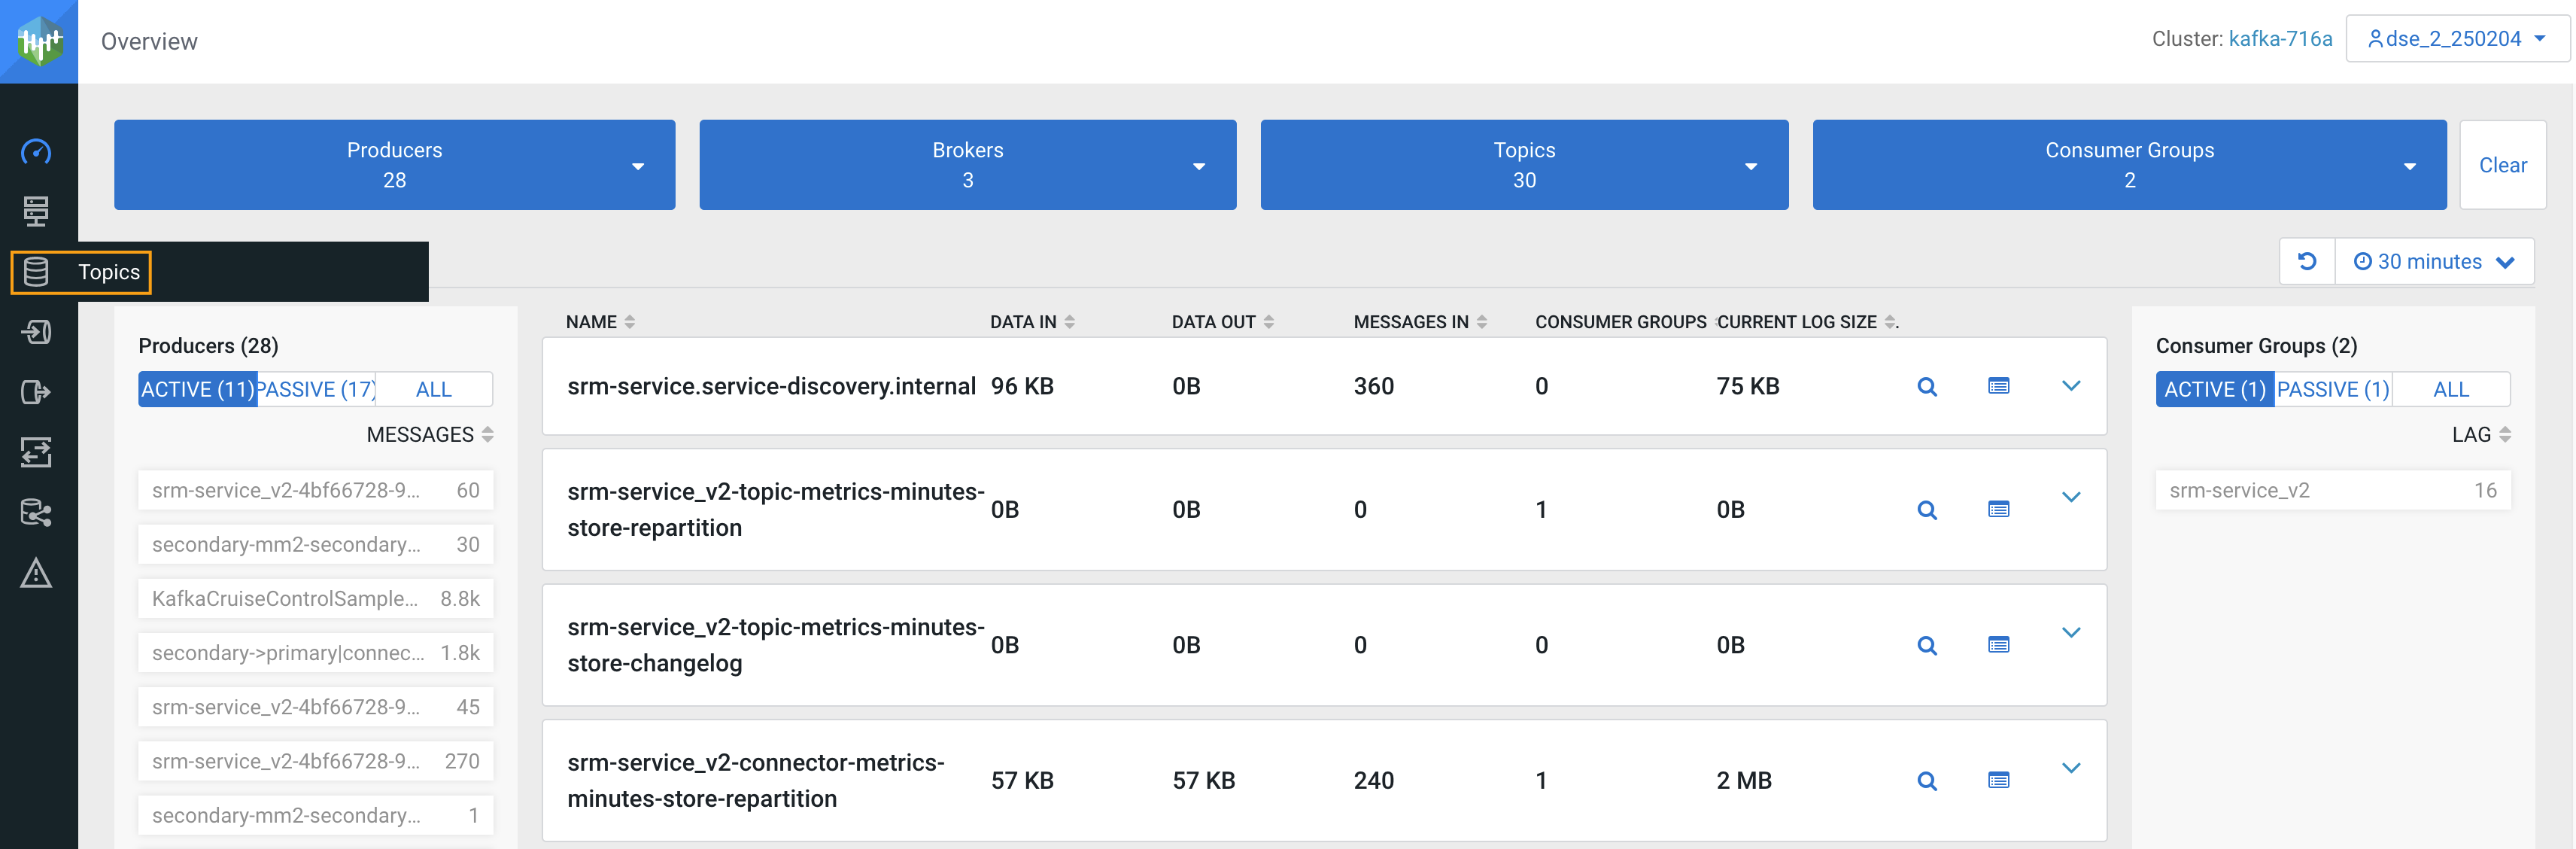 Overview
Cluster: kafka-716a
dse_2_250204
Producers
28
Brokers
3
Topics
30
Consumer Groups
2
Clear
Topics
30 minutes
Producers (28)
ACTIVE (11) PASSIVE (17) ALL
MESSAGES
srm-service_v2-4bf66728-9... 60
secondary-mm2-secondary... 30
KafkaCruiseControlSample... 8.8k
secondary->primary|connec... 1.8k
srm-service_v2-4bf66728-9... 45
srm-service_v2-4bf66728-9... 270
secondary-mm2-secondary... 1
NAME DATA IN DATA OUT MESSAGES IN CONSUMER GROUPS CURRENT LOG SIZE
srm-service.service-discovery.internal 96 KB 0B 360 0 75 KB
srm-service_v2-topic-metrics-minutes-
store-repartition
0B 0B 0 1 0B
srm-service_v2-topic-metrics-minutes-
store-changelog
0B 0B 0 0 0B
srm-service_v2-connector-metrics-
minutes-store-repartition
57 KB 57 KB 240 1 2 MB
Consumer Groups (2)
ACTIVE (1) PASSIVE (1) ALL
LAG
srm-service_v2 16